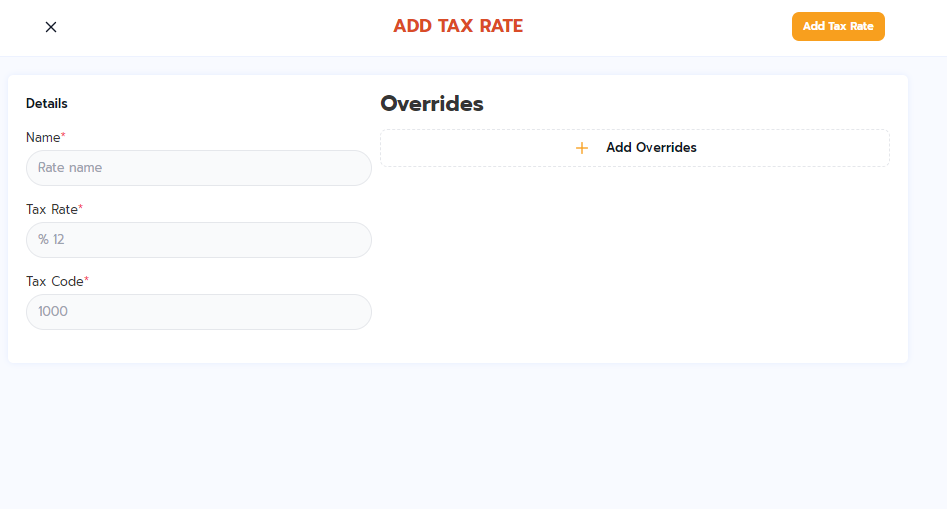 ADD TAX RATE
Add Tax Rate
Details
Name*
Rate name
Tax Rate*
% 12
Tax Code*
1000
Overrides
Add Overrides